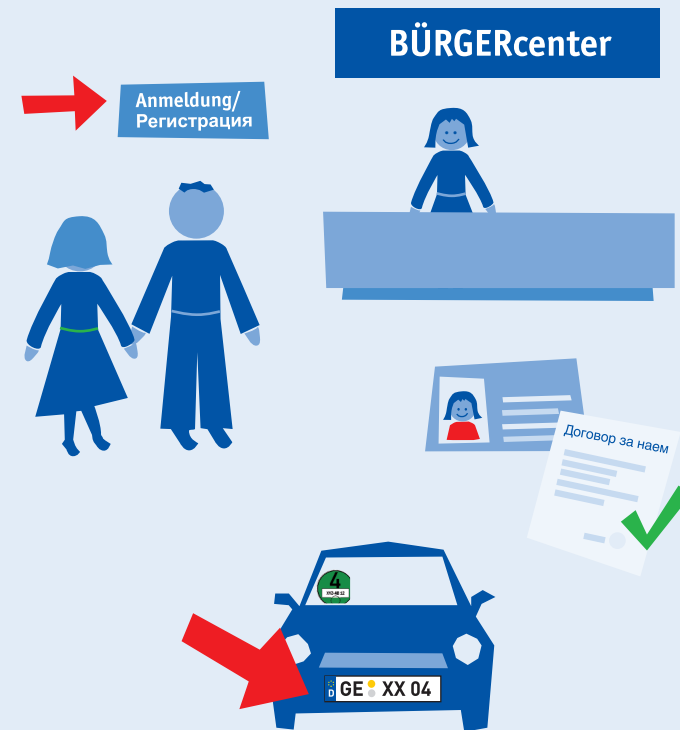 BÜRGERcenter
Anmeldung/
Регистрация
Договор за наем
4
D
GE XX 04